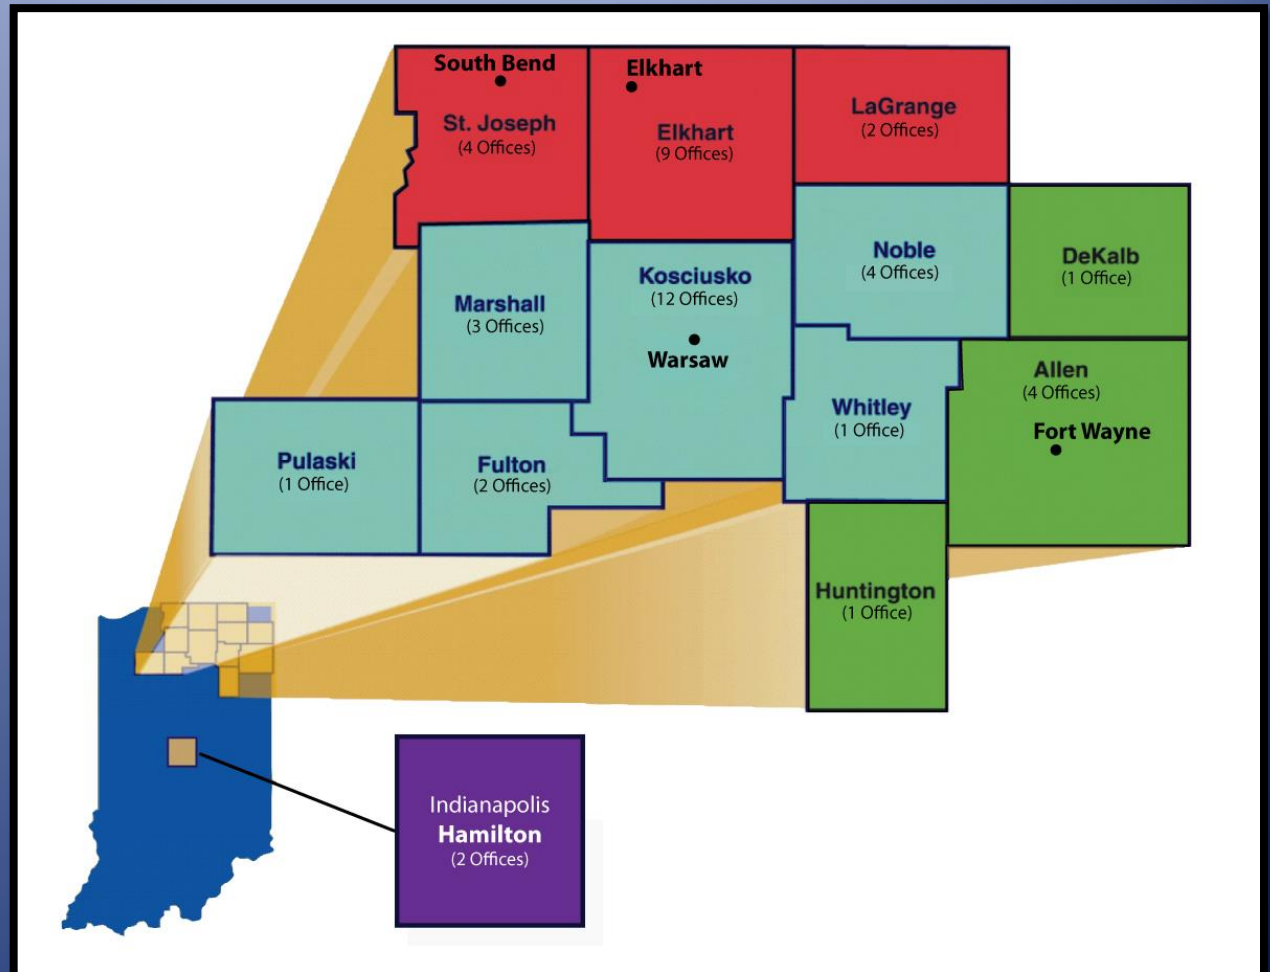 South Bend
St. Joseph
(4 Offices)
Elkhart
Elkhart
(9 Offices)
LaGrange
(2 Offices)
Marshall
(3 Offices)
Kosciusko
(12 Offices)
Warsaw
Noble
(4 Offices)
DeKalb
(1 Office)
Pulaski
(1 Office)
Fulton
(2 Offices)
Whitley
(1 Office)
Allen
(4 Offices)
Fort Wayne
Huntington
(1 Office)
Indianapolis
Hamilton
(2 Offices)